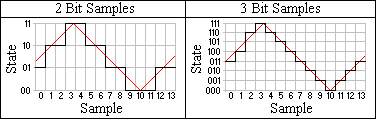 2 Bit Samples
3 Bit Samples
State
11
10
01
00
0 1 2 3 3 5 6 7 8 9 10 11 12 13
Sample
State
111
110
101
100
011
010
001
000
0 1 2 3 3 5 6 7 8 9 10 11 12 13
Sample